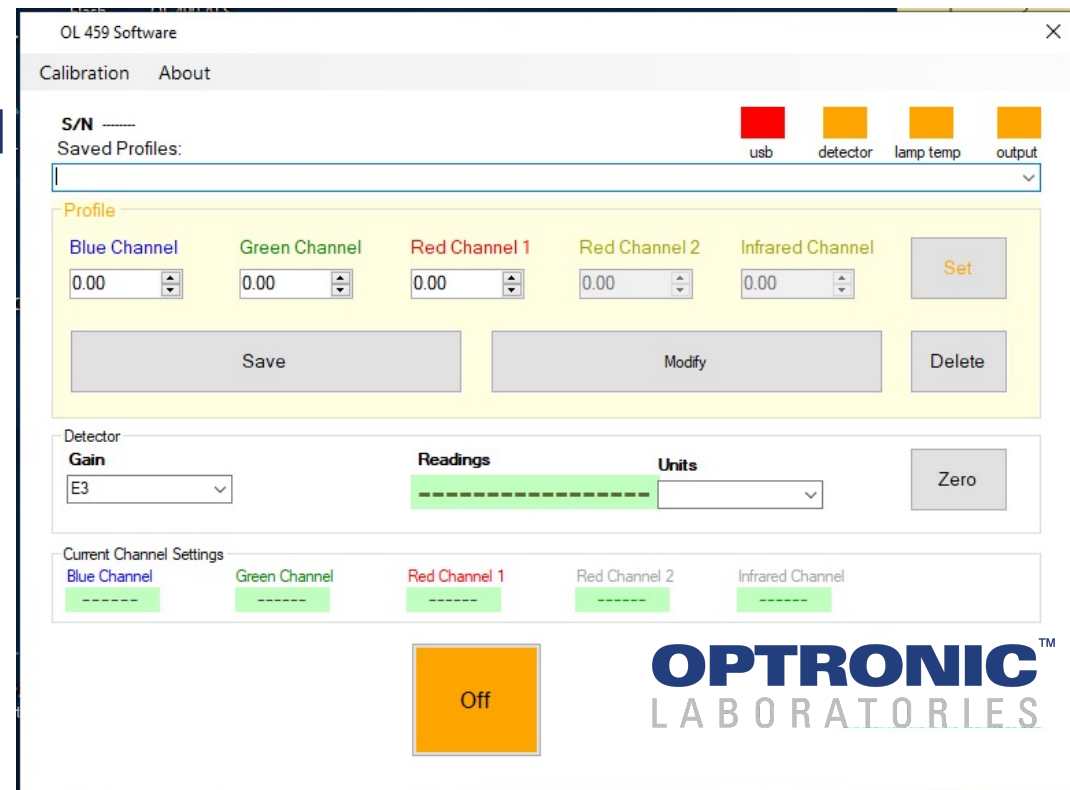 OL 459 Software
Calibration About
S/N -------
Saved Profiles:
usb detector lamp temp output
Profile
Blue Channel Green Channel Red Channel 1 Red Channel 2 Infrared Channel
0.00 0.00 0.00 0.00 0.00 Set
Save Modify Delete
Detector
Gain Readings Units
E3 ----------------- Zero
Current Channel Settings
Blue Channel Green Channel Red Channel 1 Red Channel 2 Infrared Channel
------ ------ ------ ------ ------
Off
OPTRONIC™
LABORATORIES